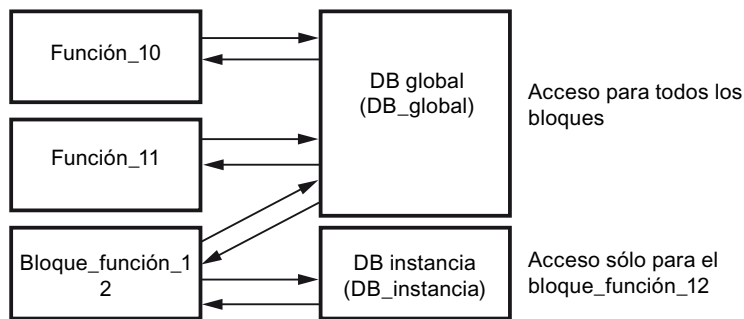 Función_10
DB global
(DB_global)
Acceso para todos los
bloques
Función_11
Bloque_función_1
2
DB instancia
(DB_instancia)
Acceso sólo para el
bloque_función_12